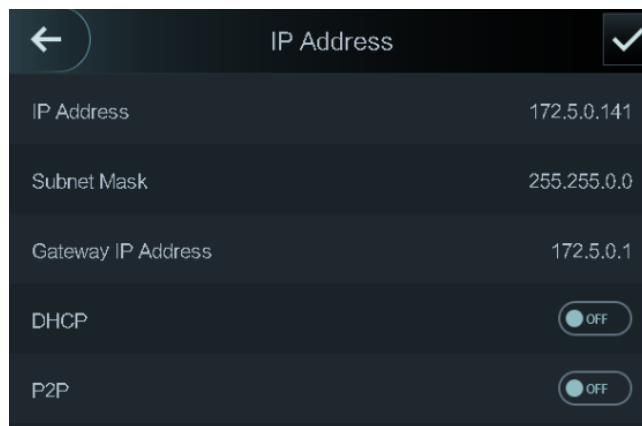 IP Address
IP Address 172.5.0.141
Subnet Mask 255.255.0.0
Gateway IP Address 172.5.0.1
DHCP OFF
P2P OFF